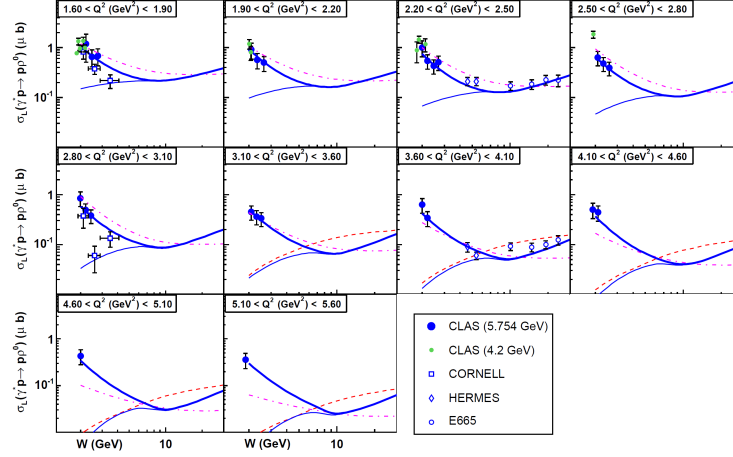 1.60 < Q² (GeV²) < 1.90
1.90 < Q² (GeV²) < 2.20
2.20 < Q² (GeV²) < 2.50
2.50 < Q² (GeV²) < 2.80
σL(γ*p→ pρ⁰) (μ b)
1
10⁻¹
2.80 < Q² (GeV²) < 3.10
3.10 < Q² (GeV²) < 3.60
3.60 < Q² (GeV²) < 4.10
4.10 < Q² (GeV²) < 4.60
σL(γ*p→ pρ⁰) (μ b)
1
10⁻¹
4.60 < Q² (GeV²) < 5.10
5.10 < Q² (GeV²) < 5.60
σL(γ*p→ pρ⁰) (μ b)
1
10⁻¹
W (GeV) 10
W (GeV) 10
CLAS (5.754 GeV)
CLAS (4.2 GeV)
CORNELL
HERMES
E665